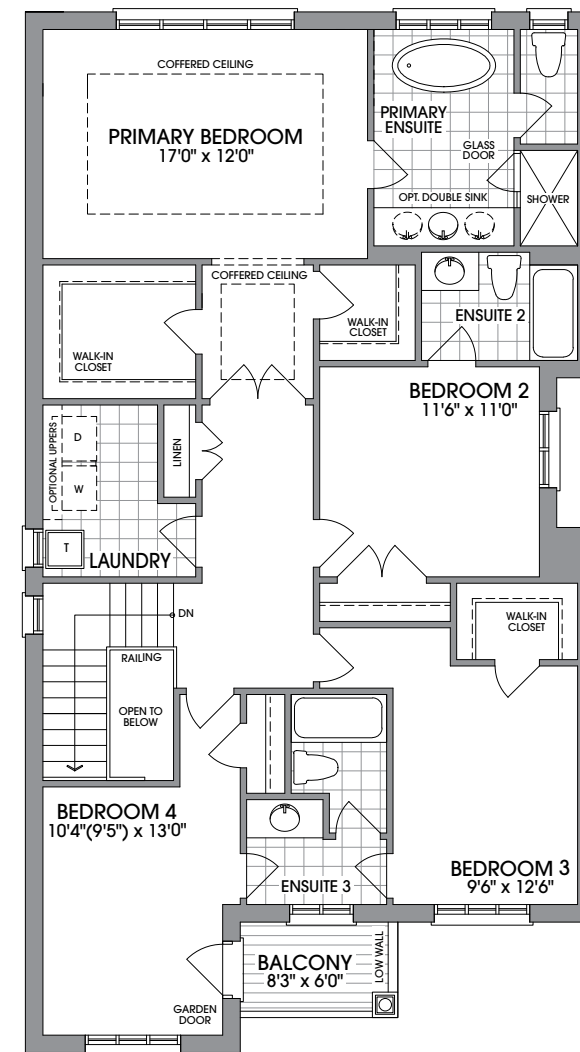 COFFERED CEILING
PRIMARY BEDROOM
17'0" x 12'0"
PRIMARY
ENSUITE
GLASS
DOOR
OPT. DOUBLE SINK
SHOWER
COFFERED CEILING
WALK-IN
CLOSET
WALK-IN
CLOSET
ENSUITE 2
BEDROOM 2
11'6" x 11'0"
OPTIONAL UPPERS
D
W
T
LINEN
LAUNDRY
DN
RAILING
OPEN TO
BELOW
WALK-IN
CLOSET
BEDROOM 4
10'4"(9'5") x 13'0"
BEDROOM 3
9'6" x 12'6"
ENSUITE 3
BALCONY
8'3" x 6'0"
LOW WALL
GARDEN
DOOR